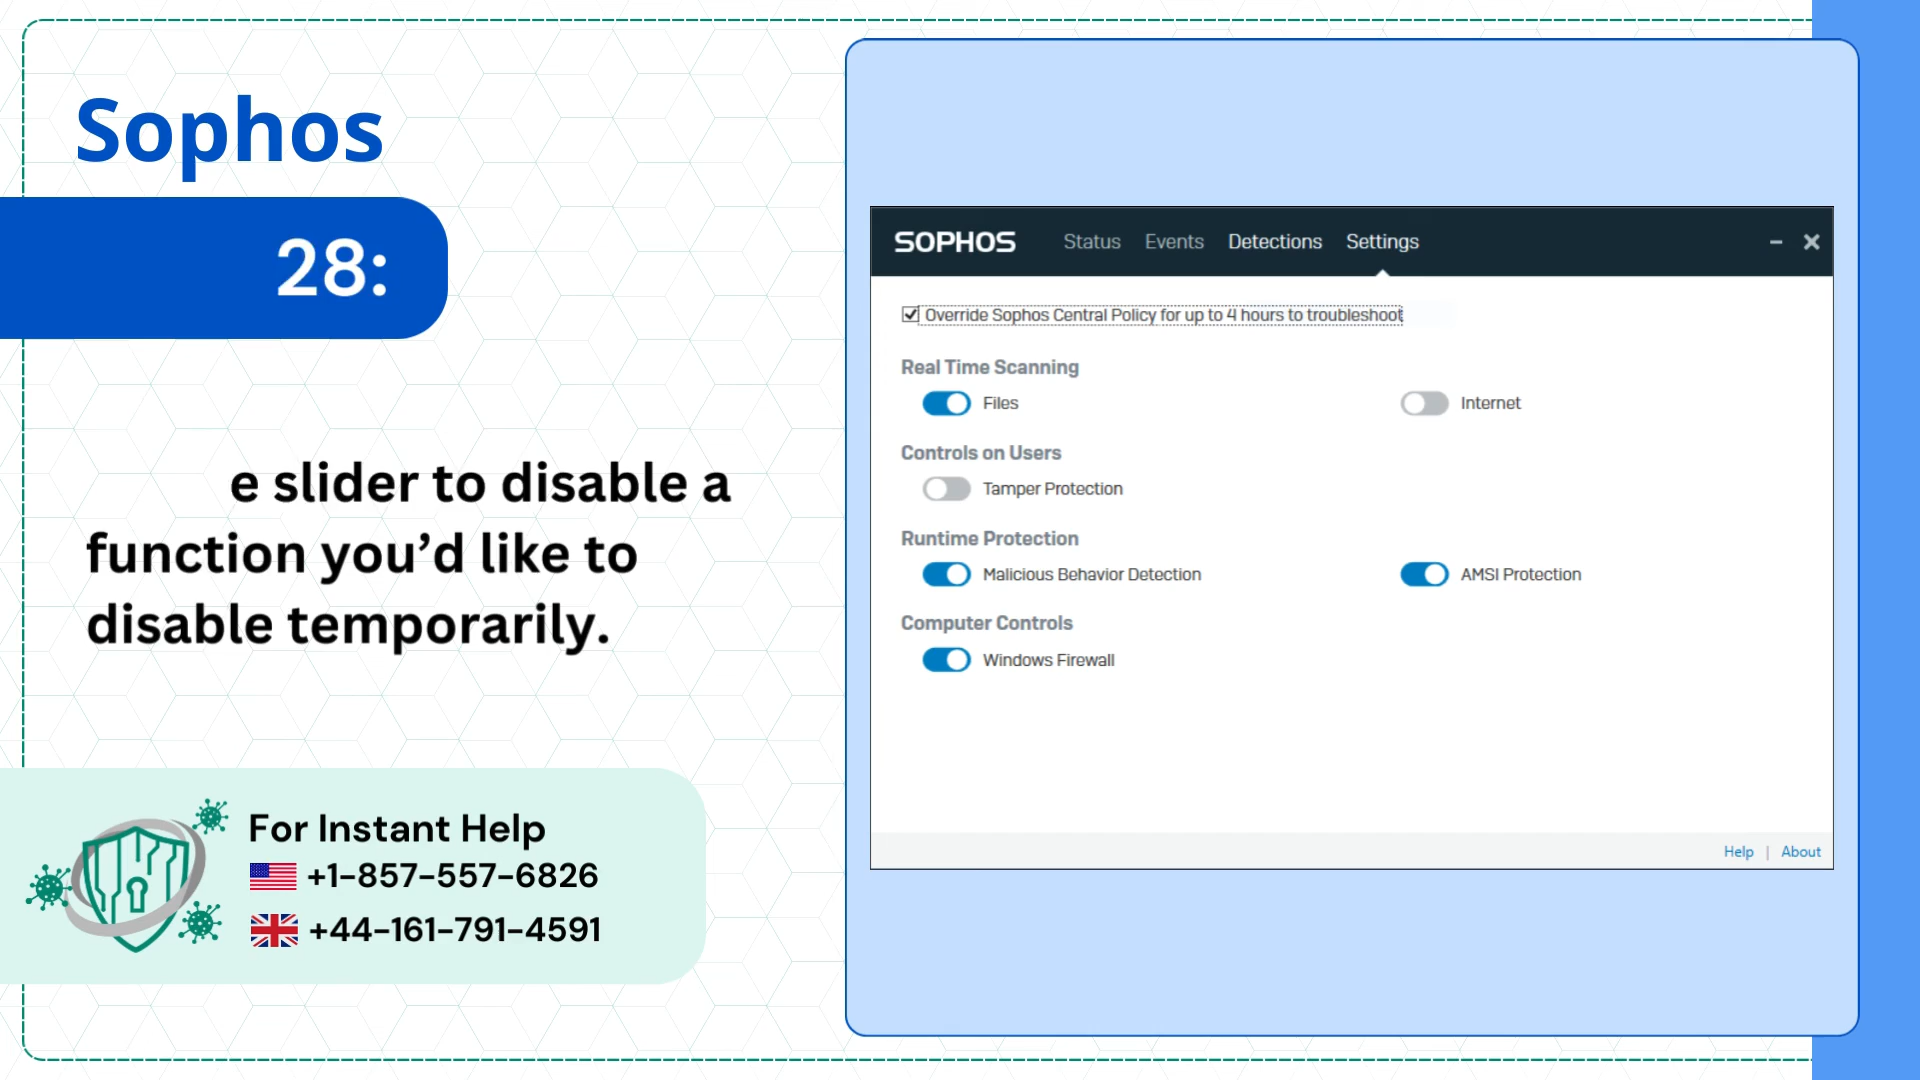 Sophos
28:
e slider to disable a
function you’d like to
disable temporarily.
For Instant Help
+1-857-557-6826
+44-161-791-4591
SOPHOS Status Events Detections Settings
Override Sophos Central Policy for up to 4 hours to troubleshoot
Real Time Scanning
Files Internet
Controls on Users
Tamper Protection
Runtime Protection
Malicious Behavior Detection AMSI Protection
Computer Controls
Windows Firewall
Help | About